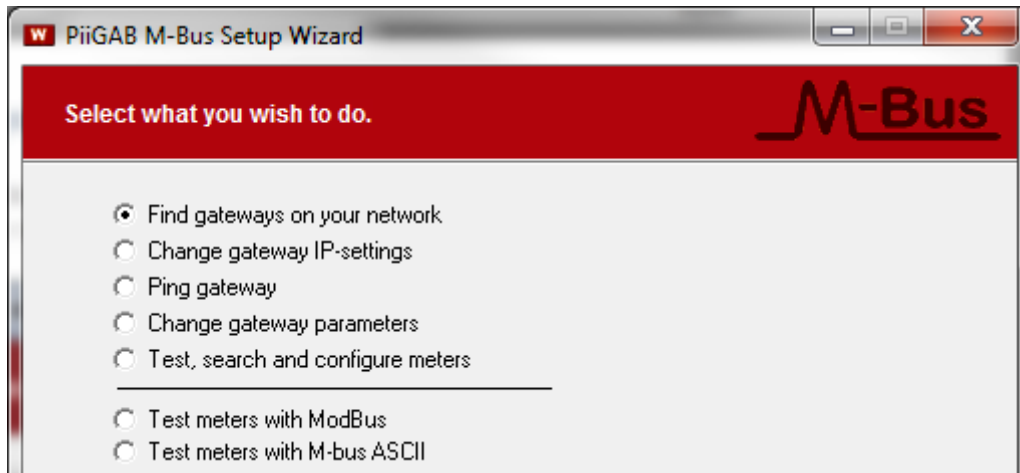 PiiGAB M-Bus Setup Wizard
Select what you wish to do.
M-Bus
Find gateways on your network
Change gateway IP-settings
Ping gateway
Change gateway parameters
Test, search and configure meters
Test meters with ModBus
Test meters with M-bus ASCII